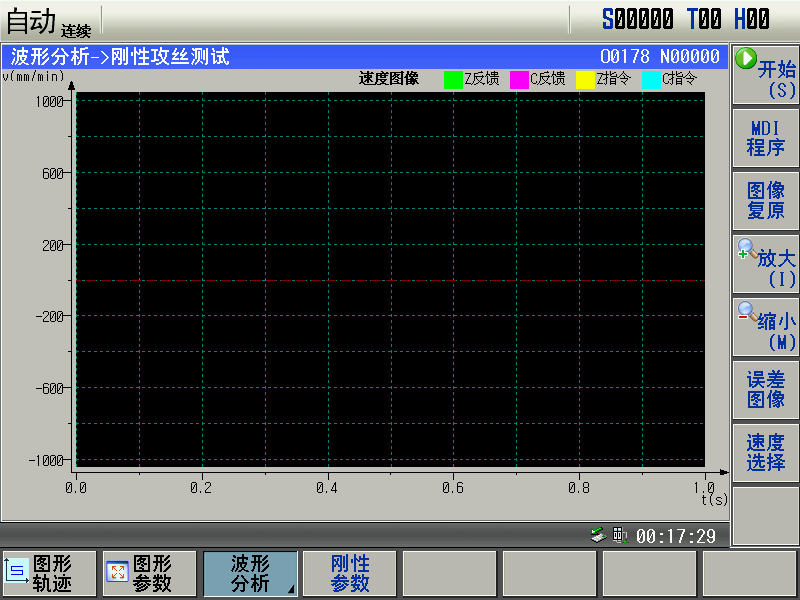 自动 连续
S00000 T00 H00
波形分析->刚性攻丝测试
O0178 N00000
v(mm/min)
速度图像
Z反馈
C反馈
Z指令
C指令
1000
600
200
-200
-600
-1000
0.0
0.2
0.4
0.6
0.8
1.0
t(s)
开始
(S)
MDI
程序
图像
复原
放大
(I)
缩小
(M)
误差
图像
速度
选择
00:17:29
图形
轨迹
图形
参数
波形
分析
刚性
参数